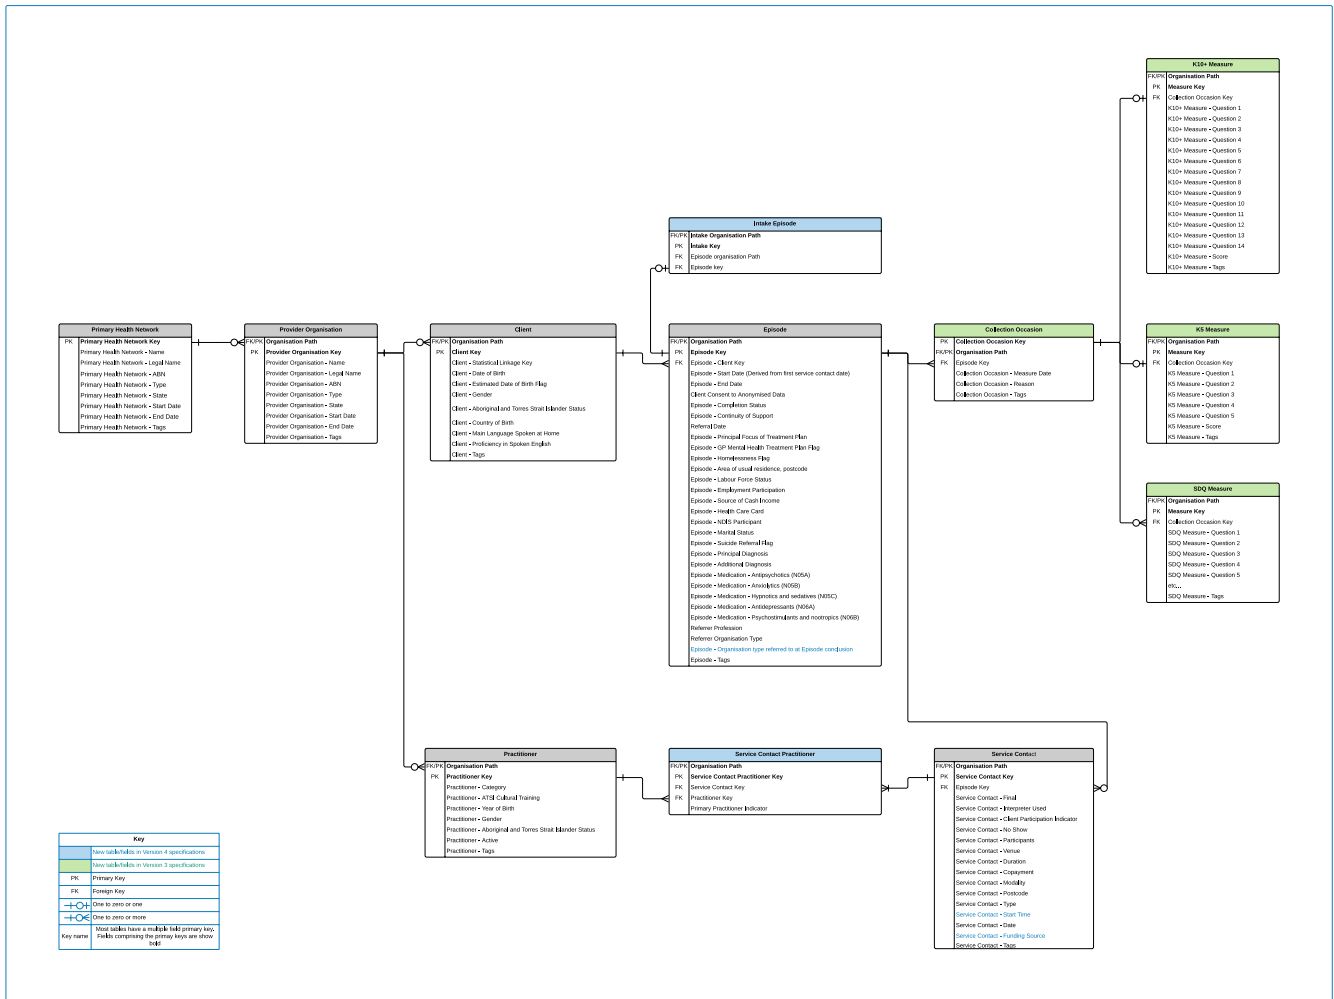 K10+ Measure
FK/PK Organisation Path
PK Measure Key
FK Collection Occasion Key
K10+ Measure - Question 1
K10+ Measure - Question 2
K10+ Measure - Question 3
K10+ Measure - Question 4
K10+ Measure - Question 5
K10+ Measure - Question 6
K10+ Measure - Question 7
K10+ Measure - Question 8
K10+ Measure - Question 9
K10+ Measure - Question 10
K10+ Measure - Question 11
K10+ Measure - Question 12
K10+ Measure - Question 13
K10+ Measure - Question 14
K10+ Measure - Score
K10+ Measure - Tags
Intake Episode
FK/PK Intake Organisation Path
PK Intake Key
FK Episode organisation Path
FK Episode key
Primary Health Network
PK Primary Health Network Key
Primary Health Network - Name
Primary Health Network - Legal Name
Primary Health Network - ABN
Primary Health Network - Type
Primary Health Network - State
Primary Health Network - Start Date
Primary Health Network - End Date
Primary Health Network - Tags
Provider Organisation
FK/PK Organisation Path
PK Provider Organisation Key
Provider Organisation - Name
Provider Organisation - Legal Name
Provider Organisation - ABN
Provider Organisation - Type
Provider Organisation - State
Provider Organisation - Start Date
Provider Organisation - End Date
Provider Organisation - Tags
Client
FK/PK Organisation Path
PK Client Key
Client - Statistical Linkage Key
Client - Date of Birth
Client - Estimated Date of Birth Flag
Client - Gender
Client - Aboriginal and Torres Strait Islander Status
Client - Country of Birth
Client - Main Language Spoken at Home
Client - Proficiency in Spoken English
Client - Tags
Episode
FK/PK Organisation Path
PK Episode Key
FK Episode - Client Key
Episode - Start Date (Derived from first service contact date)
Episode - End Date
Client Consent to Anonymised Data
Episode - Completion Status
Episode - Continuity of Support
Referral Date
Episode - Principal Focus of Treatment Plan
Episode - GP Mental Health Treatment Plan Flag
Episode - Homelessness Flag
Episode - Area of usual residence, postcode
Episode - Labour Force Status
Episode - Employment Participation
Episode - Source of Cash Income
Episode - Health Care Card
Episode - NDIS Participant
Episode - Marital Status
Episode - Suicide Referral Flag
Episode - Principal Diagnosis
Episode - Additional Diagnosis
Episode - Medication - Antipsychotics (N05A)
Episode - Medication - Anxiolytics (N05B)
Episode - Medication - Hypnotics and sedatives (N05C)
Episode - Medication - Antidepressants (N06A)
Episode - Medication - Psychostimulants and nootropics (N06B)
Referrer Profession
Referrer Organisation Type
Episode - Organisation type referred to at Episode conclusion
Episode - Tags
Collection Occasion
PK Collection Occasion Key
FK/PK Organisation Path
FK Episode Key
Collection Occasion - Measure Date
Collection Occasion - Reason
Collection Occasion - Tags
K5 Measure
FK/PK Organisation Path
PK Measure Key
FK Collection Occasion Key
K5 Measure - Question 1
K5 Measure - Question 2
K5 Measure - Question 3
K5 Measure - Question 4
K5 Measure - Question 5
K5 Measure - Score
K5 Measure - Tags
SDQ Measure
FK/PK Organisation Path
PK Measure Key
FK Collection Occasion Key
SDQ Measure - Question 1
SDQ Measure - Question 2
SDQ Measure - Question 3
SDQ Measure - Question 4
SDQ Measure - Question 5
etc...
SDQ Measure - Tags
Practitioner
FK/PK Organisation Path
PK Practitioner Key
Practitioner - Category
Practitioner - ATSI Cultural Training
Practitioner - Year of Birth
Practitioner - Gender
Practitioner - Aboriginal and Torres Strait Islander Status
Practitioner - Active
Practitioner - Tags
Service Contact Practitioner
FK/PK Organisation Path
PK Service Contact Practitioner Key
FK Service Contact Key
FK Practitioner Key
Primary Practitioner Indicator
Service Contact
FK/PK Organisation Path
PK Service Contact Key
FK Episode Key
Service Contact - Final
Service Contact - Interpreter Used
Service Contact - Client Participation Indicator
Service Contact - No Show
Service Contact - Participants
Service Contact - Venue
Service Contact - Duration
Service Contact - Copayment
Service Contact - Modality
Service Contact - Postcode
Service Contact - Type
Service Contact - Start Time
Service Contact - Date
Service Contact - Funding Source
Service Contact - Tags
Key
New table/fields in Version 4 specifications
New table/fields in Version 3 specifications
PK Primary Key
FK Foreign Key
One to zero or one
One to zero or more
Key name Most tables have a multiple field primary key.
Fields comprising the primay keys are show
bold